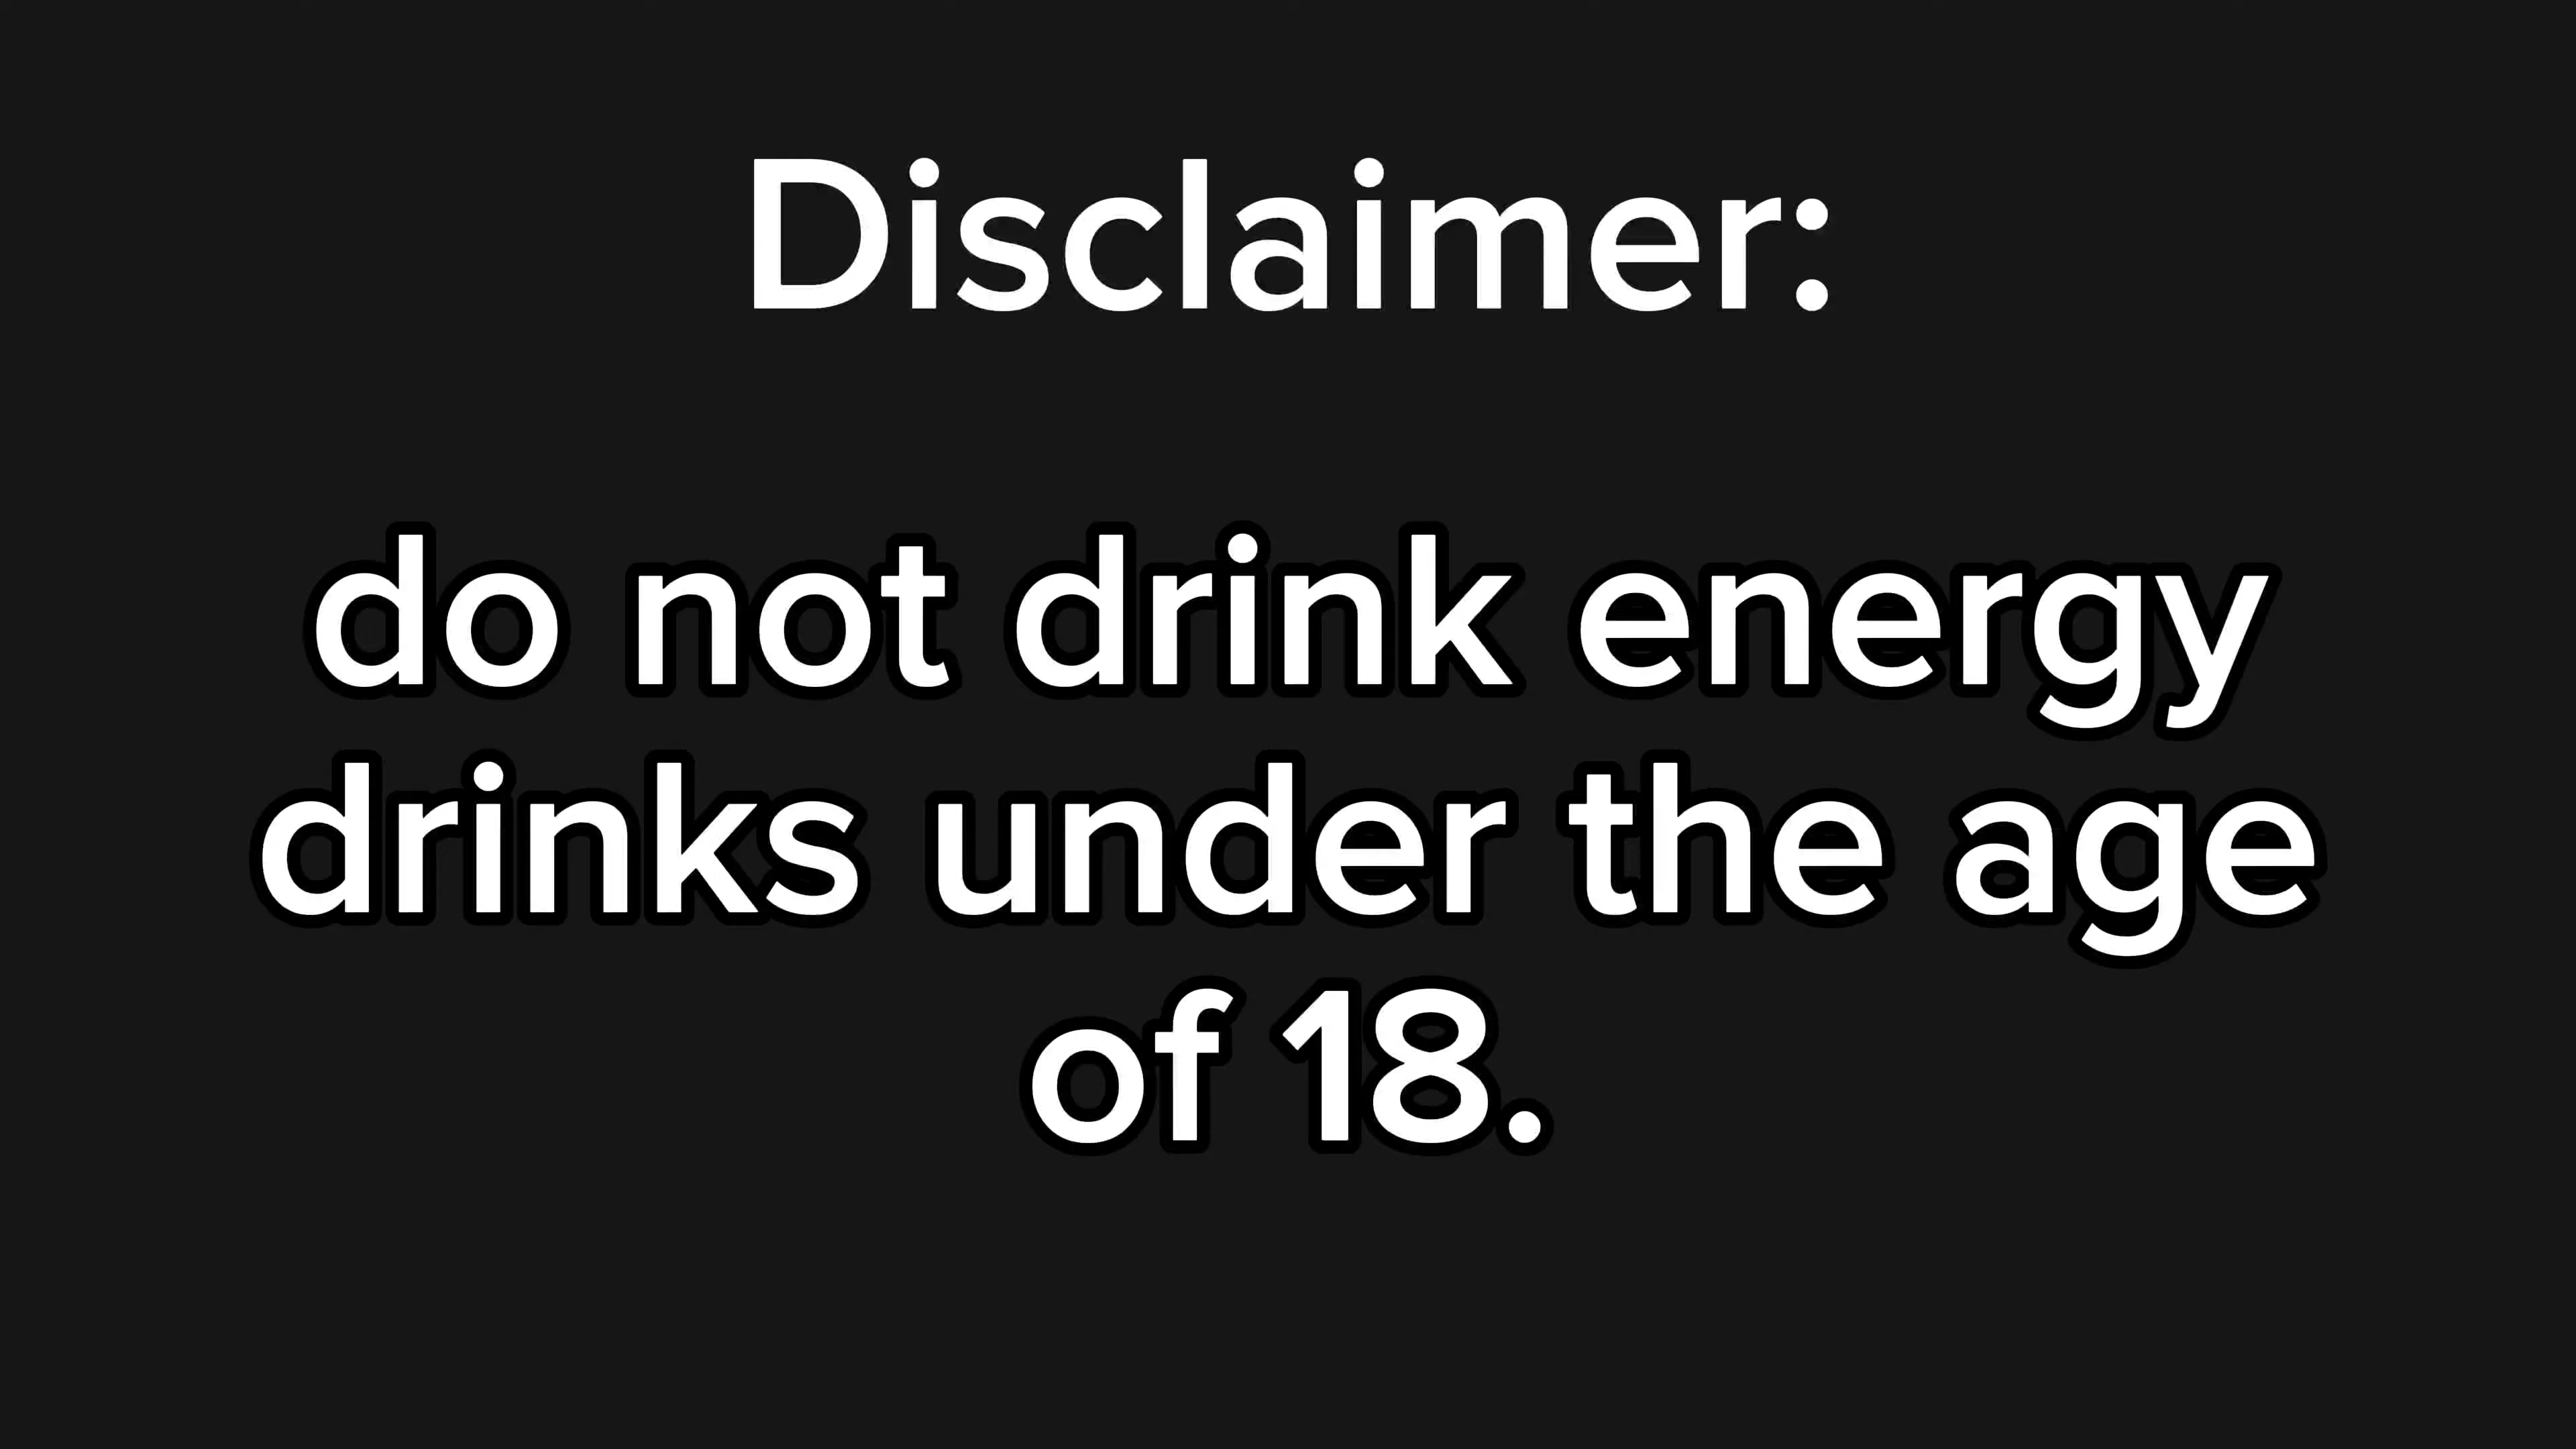 Disclaimer:
do not drink energy
drinks under the age
of 18.